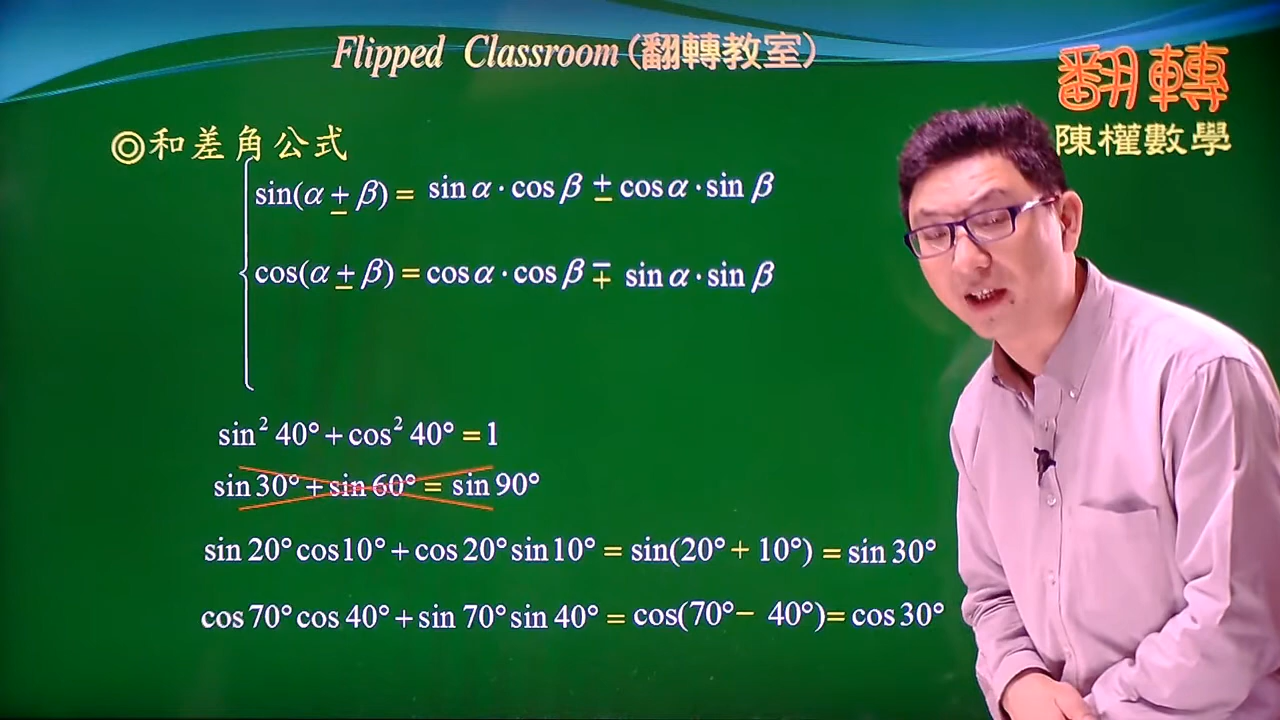 Flipped Classroom(翻轉教室)
翻轉
陳權數學
◎和差角公式
sin(α ± β) = sin α · cos β ± cos α · sin β
cos(α ± β) = cos α · cos β ∓ sin α · sin β
sin² 40° + cos² 40° = 1
sin 30° + sin 60° = sin 90°
sin 20° cos 10° + cos 20° sin 10° = sin(20° + 10°) = sin 30°
cos 70° cos 40° + sin 70° sin 40° = cos(70° − 40°) = cos 30°